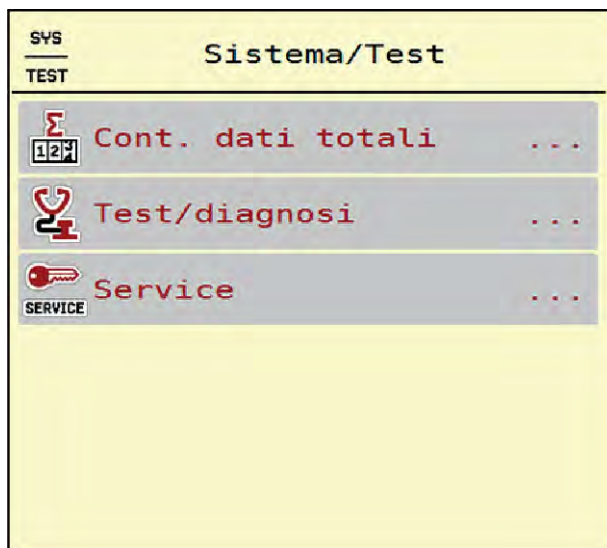 SYS
TEST
Sistema/Test
Cont. dati totali ...
Test/diagnosi ...
Service ...
SERVICE